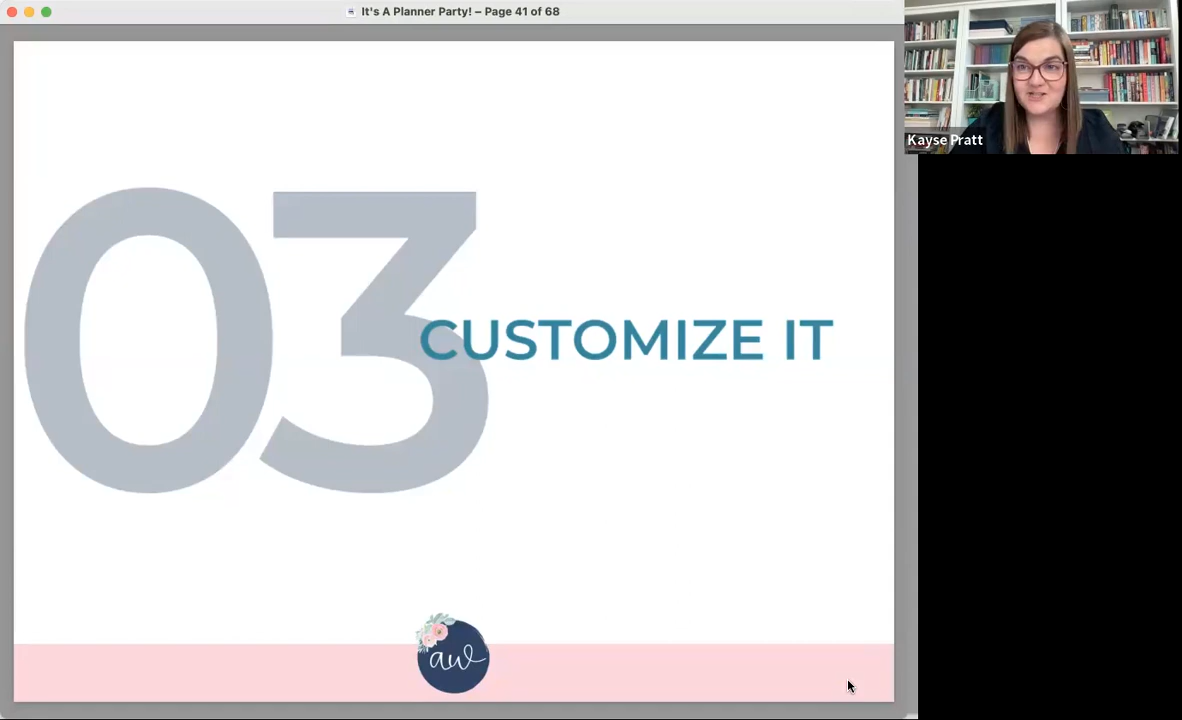 It's A Planner Party! – Page 41 of 68
Kayse Pratt
03
CUSTOMIZE IT
aw